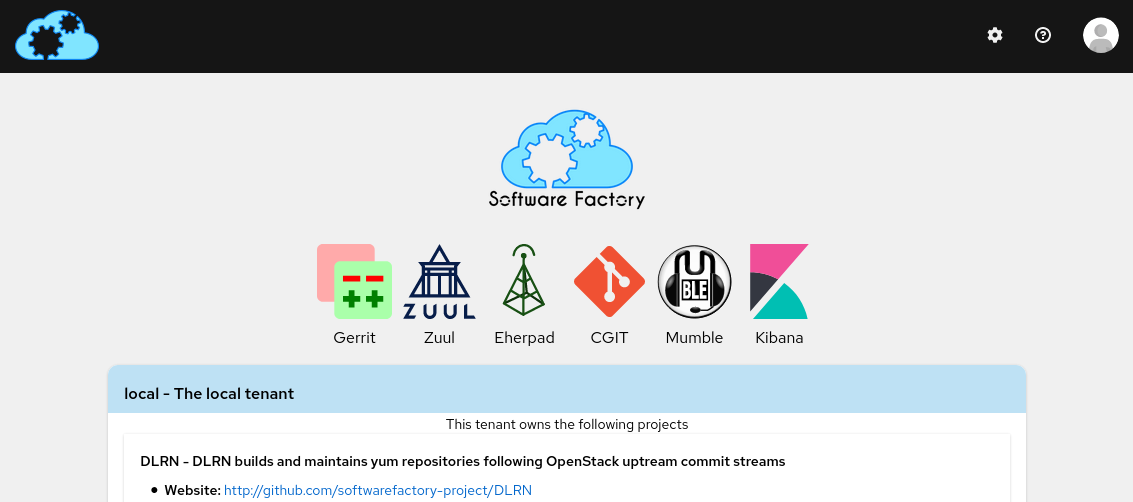 Software Factory
ZUUL
BLE
Gerrit Zuul Eherpad CGIT Mumble Kibana
local - The local tenant
This tenant owns the following projects
DLRN - DLRN builds and maintains yum repositories following OpenStack uptream commit streams
• Website: http://github.com/softwarefactory-project/DLRN